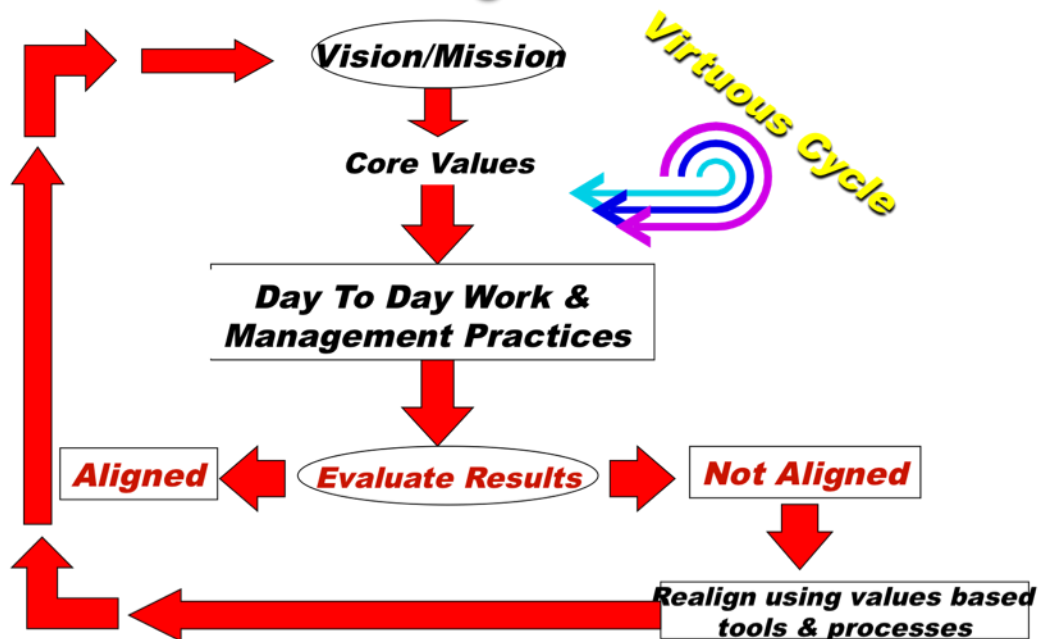 Vision/Mission
Virtuous Cycle
Core Values
Day To Day Work &
Management Practices
Aligned
Evaluate Results
Not Aligned
Realign using values based
tools & processes